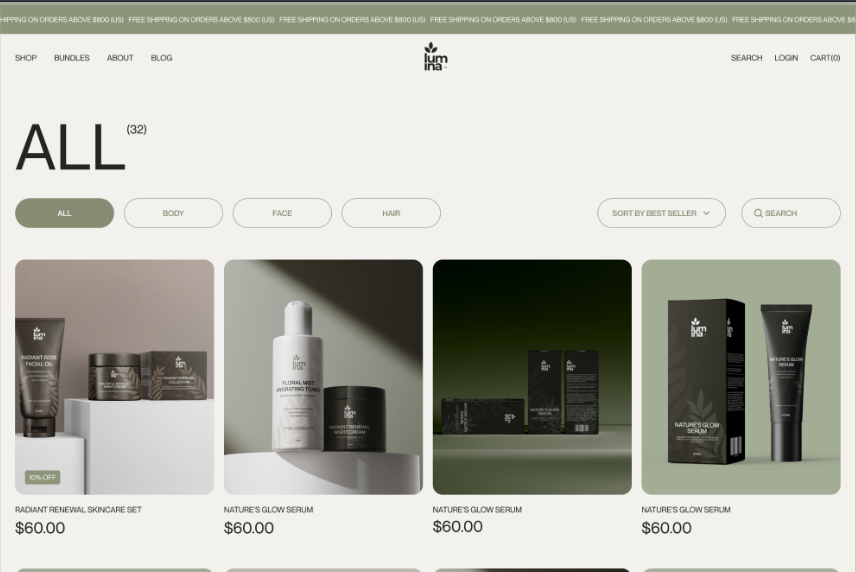 HIPPING ON ORDERS ABOVE $800 (US) FREE SHIPPING ON ORDERS ABOVE $800 (US) FREE SHIPPING ON ORDERS ABOVE $800 (US) FREE SHIPPING ON ORDERS ABOVE $800 (US) FREE SHIPPING ON ORDERS ABOVE $800 (US) FREE SHIPPING ON ORDERS ABOVE $8
SHOP BUNDLES ABOUT BLOG
lum
ina
SEARCH LOGIN CART(0)
ALL (32)
ALL BODY FACE HAIR SORT BY BEST SELLER SEARCH
lum
ina
RADIANT ROSE
FACIAL OIL
10% OFF
lum
ina
FLORAL MIST
HYDRATING TONER
lum
ina
RADIANT RENEWAL
NIGHT CREAM
NATURE'S GLOW
SERUM
lum
ina
NATURE'S GLOW
SERUM
lum
ina
NATURE'S GLOW
SERUM
RADIANT RENEWAL SKINCARE SET
$60.00
NATURE'S GLOW SERUM
$60.00
NATURE'S GLOW SERUM
$60.00
NATURE'S GLOW SERUM
$60.00